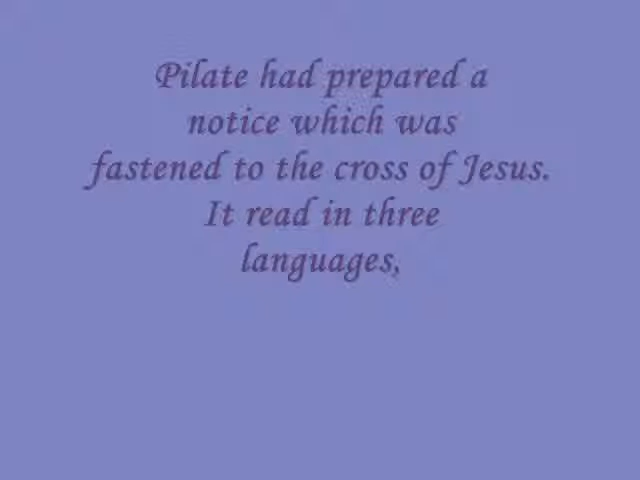 Pilate had prepared a
notice which was
fastened to the cross of Jesus.
It read in three
languages,